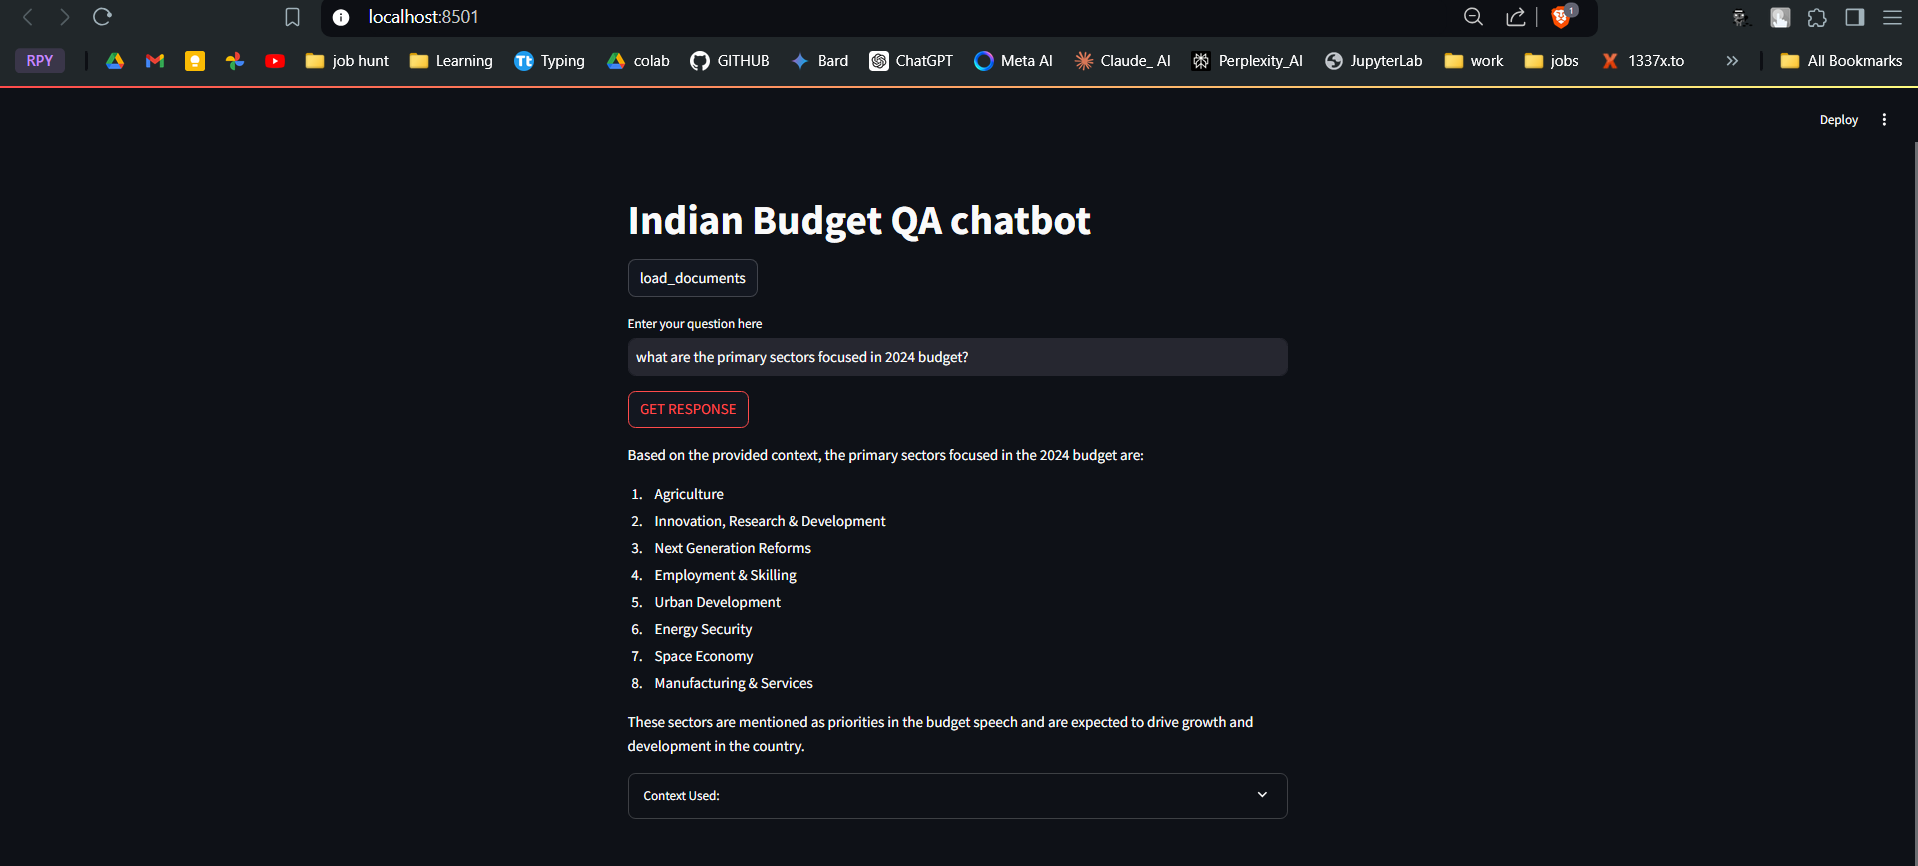 localhost:8501
1
RPY
job hunt
Learning
Tt Typing
colab
GITHUB
Bard
ChatGPT
Meta AI
Claude_ AI
Perplexity_AI
JupyterLab
work
jobs
X 1337x.to
»
All Bookmarks
Deploy
Indian Budget QA chatbot
load_documents
Enter your question here
what are the primary sectors focused in 2024 budget?
GET RESPONSE
Based on the provided context, the primary sectors focused in the 2024 budget are:
1. Agriculture
2. Innovation, Research & Development
3. Next Generation Reforms
4. Employment & Skilling
5. Urban Development
6. Energy Security
7. Space Economy
8. Manufacturing & Services
These sectors are mentioned as priorities in the budget speech and are expected to drive growth and
development in the country.
Context Used: